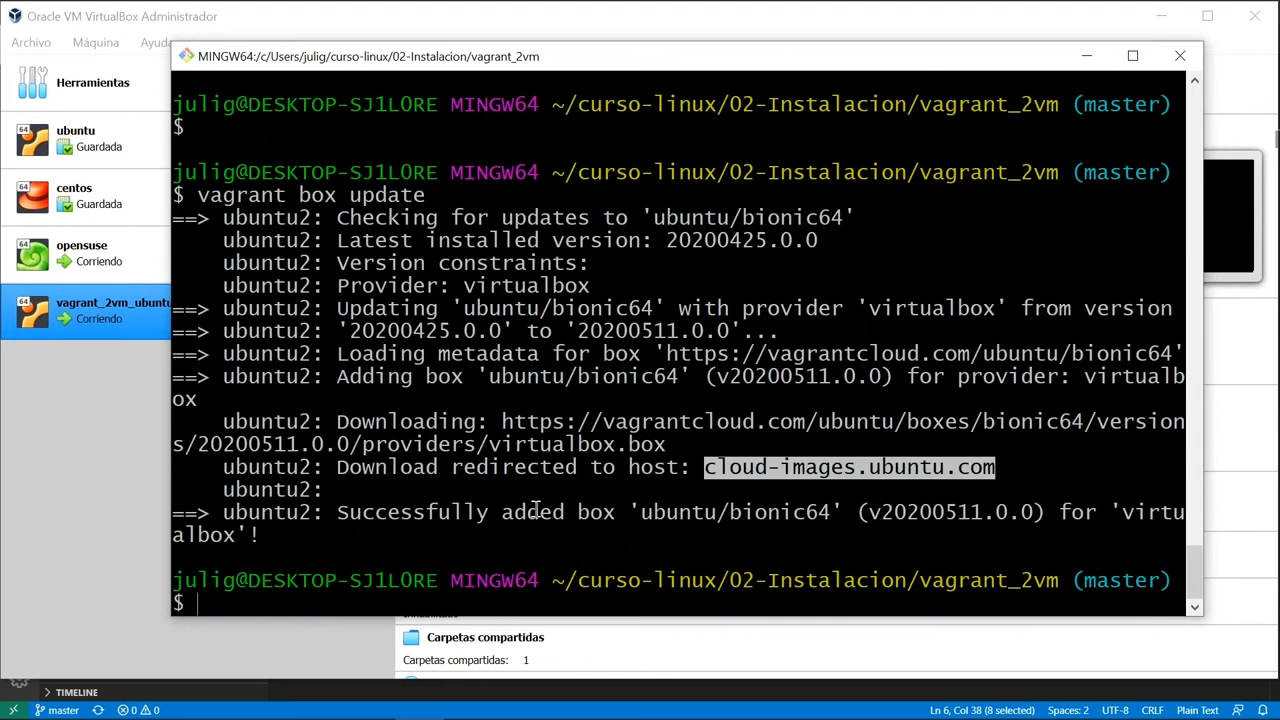 Oracle VM VirtualBox Administrador
Archivo Máquina Ayuda
Herramientas
64 ubuntu
Guardada
64 centos
Guardada
64 opensuse
Corriendo
64 vagrant_2vm_ubuntu
Corriendo
MINGW64:/c/Users/julig/curso-linux/02-Instalacion/vagrant_2vm
julig@DESKTOP-SJ1L0RE MINGW64 ~/curso-linux/02-Instalacion/vagrant_2vm (master)
$
julig@DESKTOP-SJ1L0RE MINGW64 ~/curso-linux/02-Instalacion/vagrant_2vm (master)
$ vagrant box update
==> ubuntu2: Checking for updates to 'ubuntu/bionic64'
ubuntu2: Latest installed version: 20200425.0.0
ubuntu2: Version constraints:
ubuntu2: Provider: virtualbox
==> ubuntu2: Updating 'ubuntu/bionic64' with provider 'virtualbox' from version
==> ubuntu2: '20200425.0.0' to '20200511.0.0'...
==> ubuntu2: Loading metadata for box 'https://vagrantcloud.com/ubuntu/bionic64'
==> ubuntu2: Adding box 'ubuntu/bionic64' (v20200511.0.0) for provider: virtualb
ox
ubuntu2: Downloading: https://vagrantcloud.com/ubuntu/boxes/bionic64/version
s/20200511.0.0/providers/virtualbox.box
ubuntu2: Download redirected to host: cloud-images.ubuntu.com
ubuntu2:
==> ubuntu2: Successfully added box 'ubuntu/bionic64' (v20200511.0.0) for 'virtu
albox'!
julig@DESKTOP-SJ1L0RE MINGW64 ~/curso-linux/02-Instalacion/vagrant_2vm (master)
$
Carpetas compartidas
Carpetas compartidas: 1
TIMELINE
master 0 0 Ln 6, Col 38 (8 selected) Spaces: 2 UTF-8 CRLF Plain Text